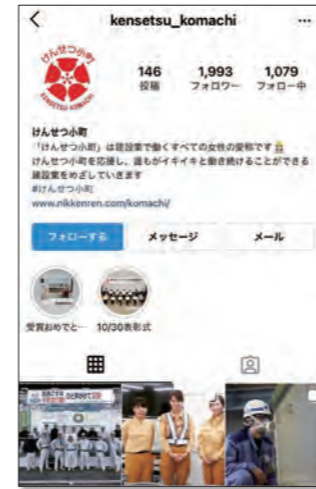 kensetsu_komachi
けんせつ小町
KENSETSU-KOMACHI
146
投稿
1,993
フォロワー
1,079
フォロー中
けんせつ小町
「けんせつ小町」は建設業で働くすべての女性の愛称です
けんせつ小町を応援し、誰もがイキイキと働き続けることができる
建設業をめざしていきます
#けんせつ小町
www.nikkenren.com/komachi/
フォローする
メッセージ
メール
受賞おめでと…
10/30表彰式